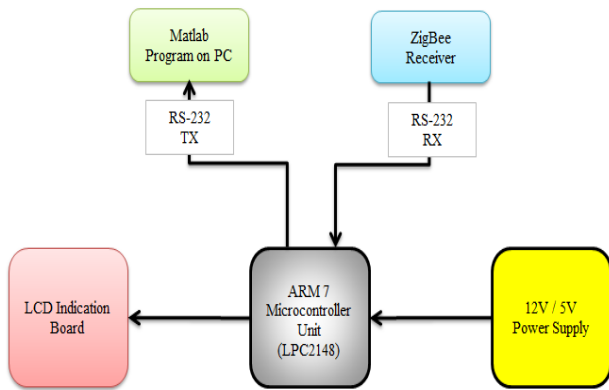 Matlab
Program on PC
ZigBee
Receiver
RS-232
TX
RS-232
RX
LCD Indication
Board
ARM 7
Microcontroller
Unit
(LPC2148)
12V / 5V
Power Supply